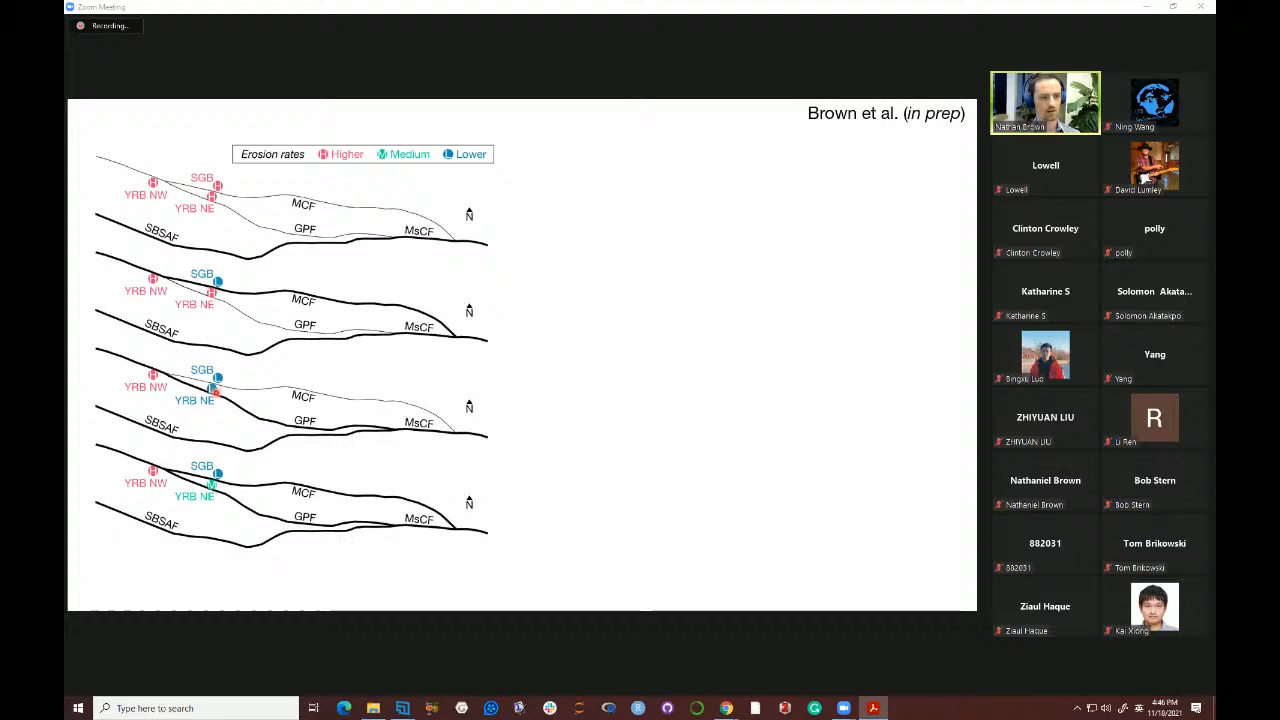 Zoom Meeting
Recording...
Brown et al. (in prep)
Erosion rates H Higher M Medium L Lower
SGB H
H
YRB NW H
YRB NE
MCF
N
SBSAF
GPF
MsCF
SGB
L
H
H
YRB NW
YRB NE
MCF
N
SBSAF
GPF
MsCF
SGB
L
H
L
YRB NW
YRB NE
MCF
N
SBSAF
GPF
MsCF
SGB
L
H
M
YRB NW
YRB NE
MCF
N
SBSAF
GPF
MsCF
Nathan Brown
Ning Wang
Lowell
Lowell
David Lumley
Clinton Crowley
Clinton Crowley
polly
polly
Katharine S
Katharine S
Solomon Akata...
Solomon Akatakpo
Bingxu Luo
Yang
Yang
ZHIYUAN LIU
ZHIYUAN LIU
R
Li Ren
Nathaniel Brown
Nathaniel Brown
Bob Stern
Bob Stern
882031
882031
Tom Brikowski
Tom Brikowski
Ziaul Haque
Ziaul Haque
Kai Xiong
Type here to search
4:46 PM
11/18/2021